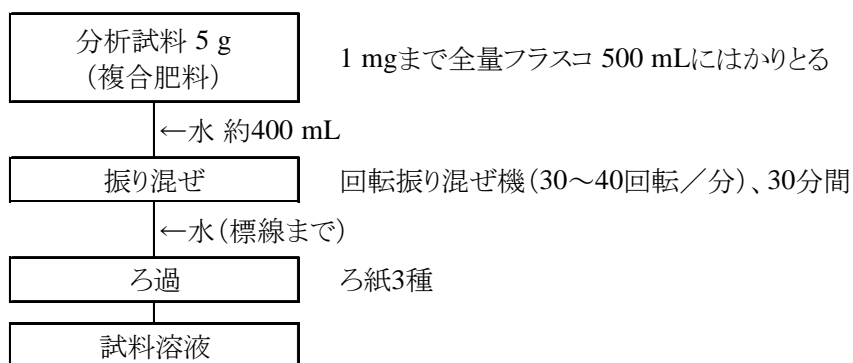 分析試料 5 g
（複合肥料）
1 mgまで全量フラスコ 500 mLにはかりとる
←水 約400 mL
振り混ぜ
回転振り混ぜ機（30～40回転／分）、30分間
←水（標線まで）
ろ過
ろ紙3種
試料溶液